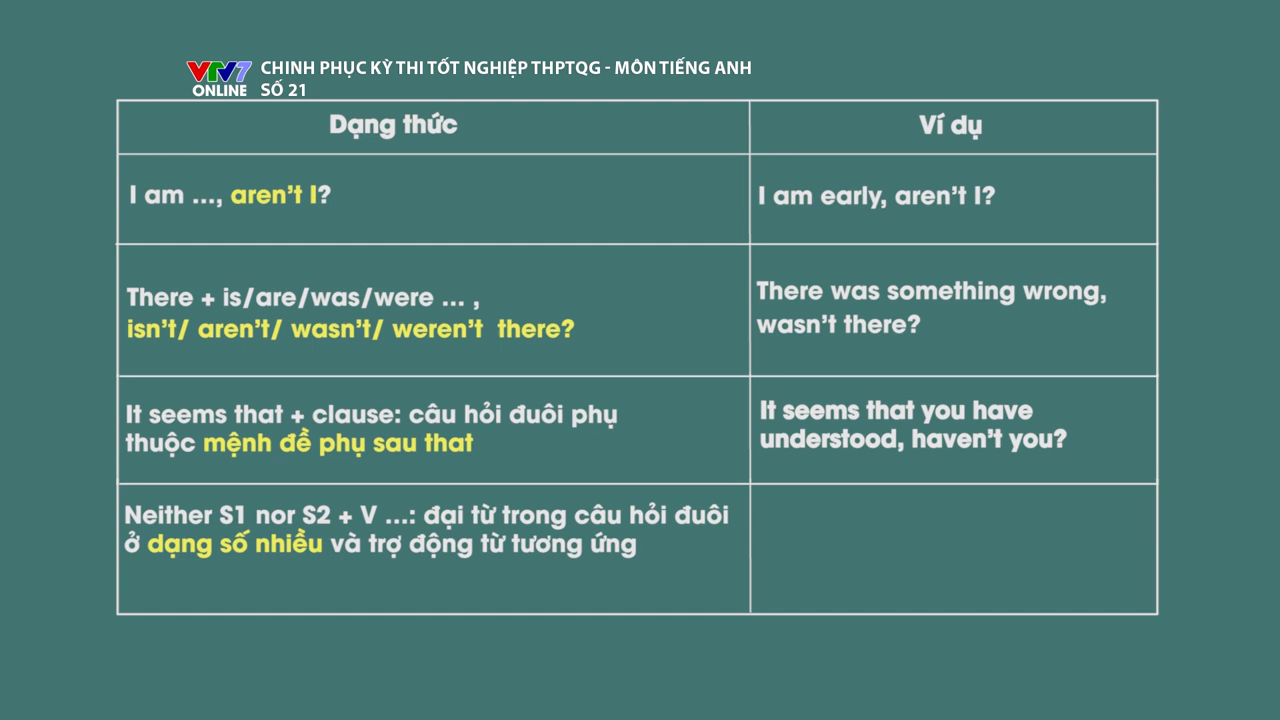 VTV7
ONLINE
CHINH PHỤC KỲ THI TỐT NGHIỆP THPTQG - MÔN TIẾNG ANH
SỐ 21
Dạng thức
Ví dụ
I am ..., aren't I?
I am early, aren't I?
There + is/are/was/were ... ,
isn't/ aren't/ wasn't/ weren't there?
There was something wrong,
wasn't there?
It seems that + clause: câu hỏi đuôi phụ
thuộc mệnh đề phụ sau that
It seems that you have
understood, haven't you?
Neither S1 nor S2 + V ...: đại từ trong câu hỏi đuôi
ở dạng số nhiều và trợ động từ tương ứng